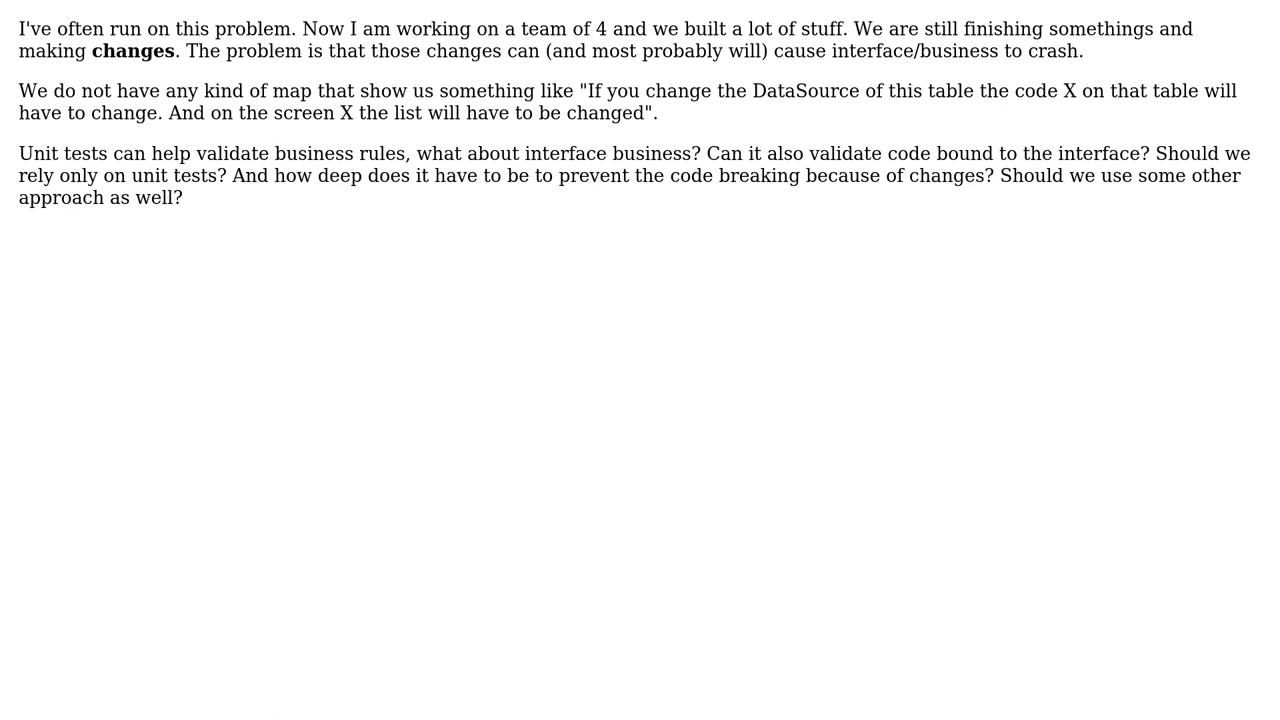 I've often run on this problem. Now I am working on a team of 4 and we built a lot of stuff. We are still finishing somethings and
making changes. The problem is that those changes can (and most probably will) cause interface/business to crash.
We do not have any kind of map that show us something like "If you change the DataSource of this table the code X on that table will
have to change. And on the screen X the list will have to be changed".
Unit tests can help validate business rules, what about interface business? Can it also validate code bound to the interface? Should we
rely only on unit tests? And how deep does it have to be to prevent the code breaking because of changes? Should we use some other
approach as well?